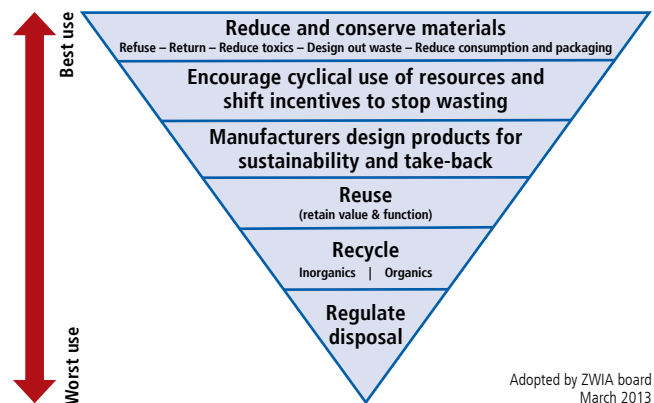 Best use
Reduce and conserve materials
Refuse – Return – Reduce toxics – Design out waste – Reduce consumption and packaging
Encourage cyclical use of resources and
shift incentives to stop wasting
Manufacturers design products for
sustainability and take-back
Reuse
(retain value & function)
Recycle
Inorganics | Organics
Regulate
disposal
Worst use
Adopted by ZWIA board
March 2013